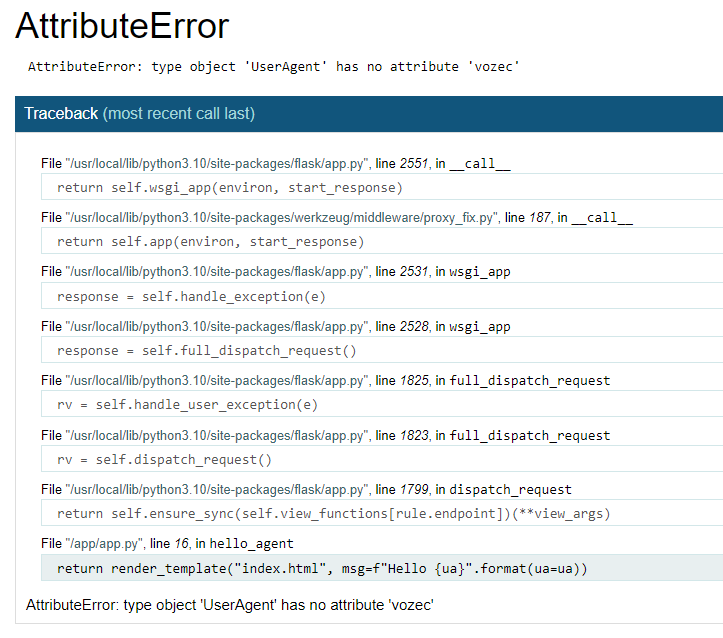 AttributeError
AttributeError: type object 'UserAgent' has no attribute 'vozec'
Traceback (most recent call last)
File "/usr/local/lib/python3.10/site-packages/flask/app.py", line 2551, in __call__
return self.wsgi_app(environ, start_response)
File "/usr/local/lib/python3.10/site-packages/werkzeug/middleware/proxy_fix.py", line 187, in __call__
return self.app(environ, start_response)
File "/usr/local/lib/python3.10/site-packages/flask/app.py", line 2531, in wsgi_app
response = self.handle_exception(e)
File "/usr/local/lib/python3.10/site-packages/flask/app.py", line 2528, in wsgi_app
response = self.full_dispatch_request()
File "/usr/local/lib/python3.10/site-packages/flask/app.py", line 1825, in full_dispatch_request
rv = self.handle_user_exception(e)
File "/usr/local/lib/python3.10/site-packages/flask/app.py", line 1823, in full_dispatch_request
rv = self.dispatch_request()
File "/usr/local/lib/python3.10/site-packages/flask/app.py", line 1799, in dispatch_request
return self.ensure_sync(self.view_functions[rule.endpoint])(**view_args)
File "/app/app.py", line 16, in hello_agent
return render_template("index.html", msg=f"Hello {ua}".format(ua=ua))
AttributeError: type object 'UserAgent' has no attribute 'vozec'